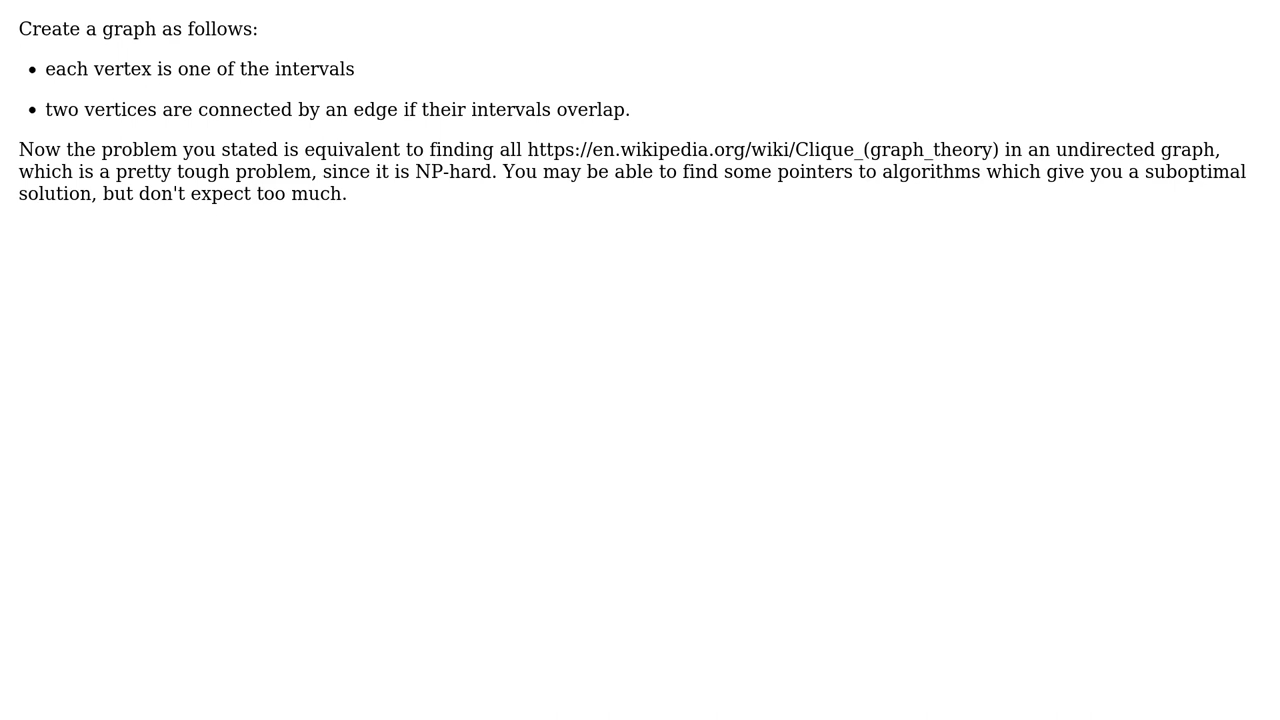 Create a graph as follows:
• each vertex is one of the intervals
• two vertices are connected by an edge if their intervals overlap.
Now the problem you stated is equivalent to finding all https://en.wikipedia.org/wiki/Clique_(graph_theory) in an undirected graph,
which is a pretty tough problem, since it is NP-hard. You may be able to find some pointers to algorithms which give you a suboptimal
solution, but don't expect too much.